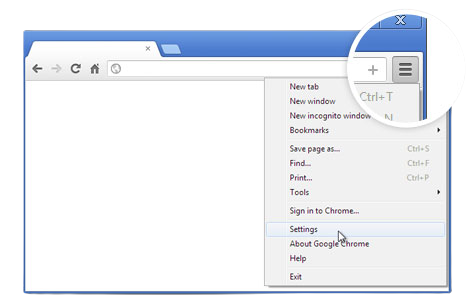 New tab
Ctrl+T
New window
N
New incognito window
Bookmarks
Save page as... Ctrl+S
Find... Ctrl+F
Print... Ctrl+P
Tools
Sign in to Chrome...
Settings
About Google Chrome
Help
Exit